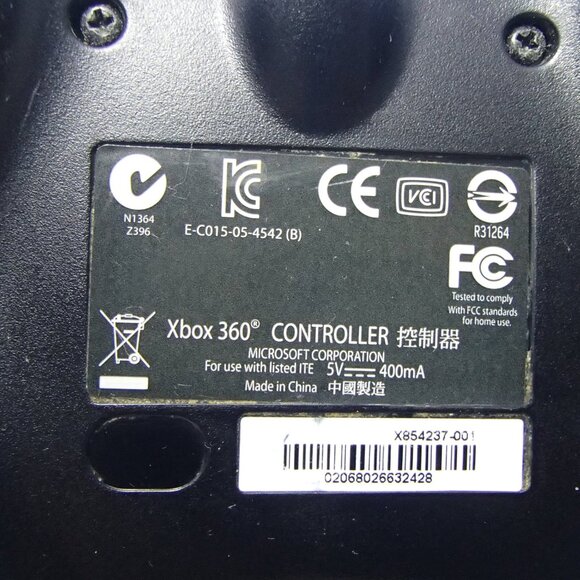 N1364
Z396
KC
E-C015-05-4542 (B)
CE
VCI
R31264
FC
Tested to comply
With FCC standards
for home use.
Xbox 360® CONTROLLER 控制器
MICROSOFT CORPORATION
For use with listed ITE 5V⎓400mA
Made in China 中國製造
X854237-001
02068026632428